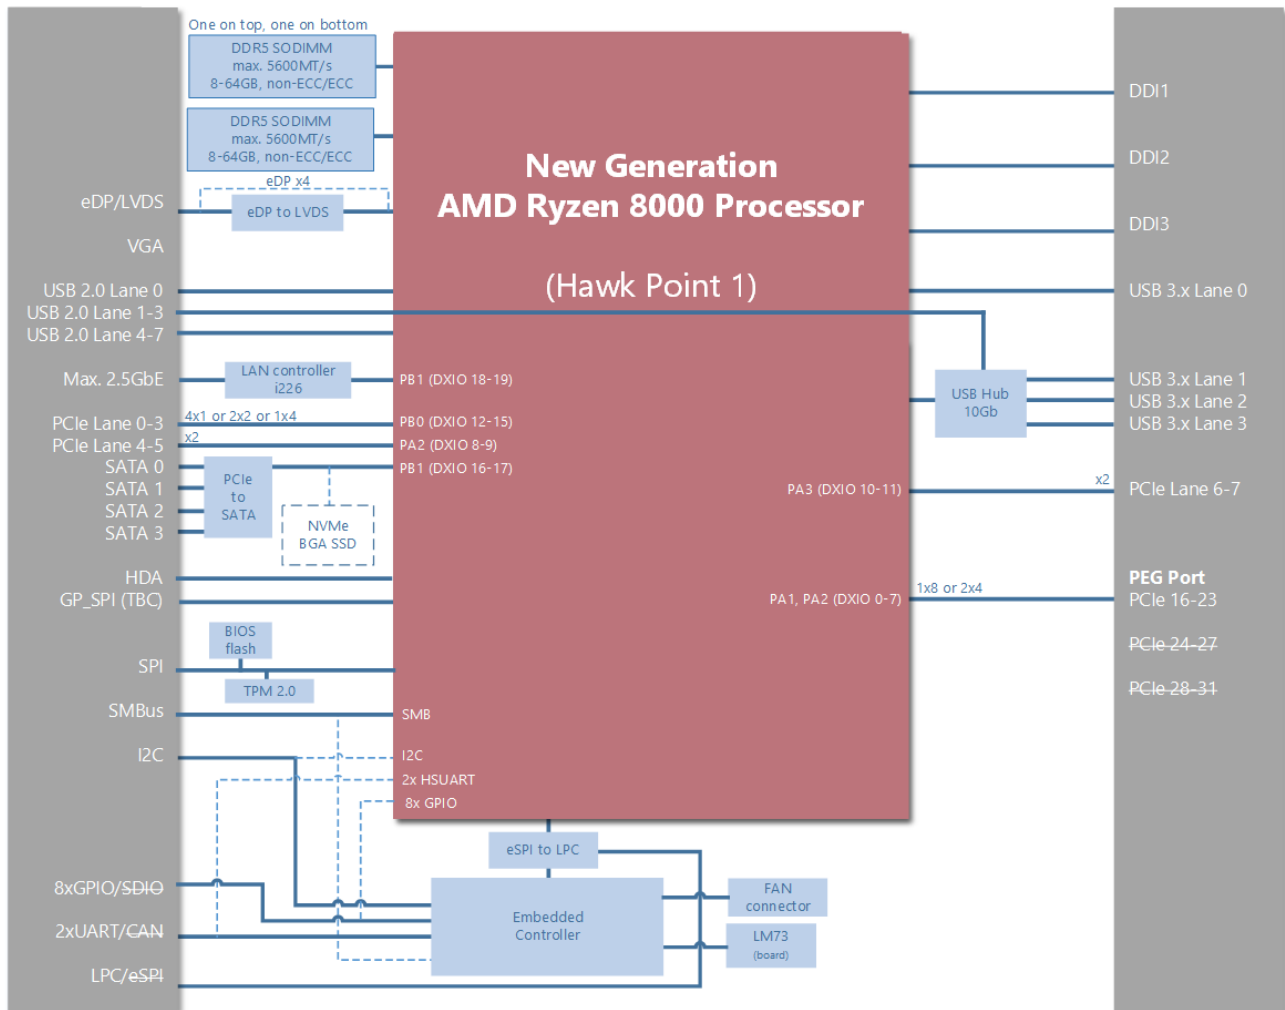 One on top, one on bottom
DDR5 SODIMM
max. 5600MT/s
8-64GB, non-ECC/ECC
DDR5 SODIMM
max. 5600MT/s
8-64GB, non-ECC/ECC
eDP x4
eDP/LVDS
eDP to LVDS
VGA
USB 2.0 Lane 0
USB 2.0 Lane 1-3
USB 2.0 Lane 4-7
Max. 2.5GbE
LAN controller
i226
PCIe Lane 0-3
4x1 or 2x2 or 1x4
PCIe Lane 4-5
x2
SATA 0
SATA 1
SATA 2
SATA 3
PCIe
to
SATA
NVMe
BGA SSD
HDA
GP_SPI (TBC)
BIOS
flash
SPI
TPM 2.0
SMBus
I2C
8xGPIO/SDIO
2xUART/CAN
LPC/eSPI
New Generation
AMD Ryzen 8000 Processor
(Hawk Point 1)
PB1 (DXIO 18-19)
PB0 (DXIO 12-15)
PA2 (DXIO 8-9)
PB1 (DXIO 16-17)
PA3 (DXIO 10-11)
PA1, PA2 (DXIO 0-7)
SMB
I2C
2x HSUART
8x GPIO
eSPI to LPC
Embedded
Controller
FAN
connector
LM73
(board)
DDI1
DDI2
DDI3
USB 3.x Lane 0
USB Hub
10Gb
USB 3.x Lane 1
USB 3.x Lane 2
USB 3.x Lane 3
x2
PCIe Lane 6-7
1x8 or 2x4
PEG Port
PCIe 16-23
PCIe 24-27
PCIe 28-31